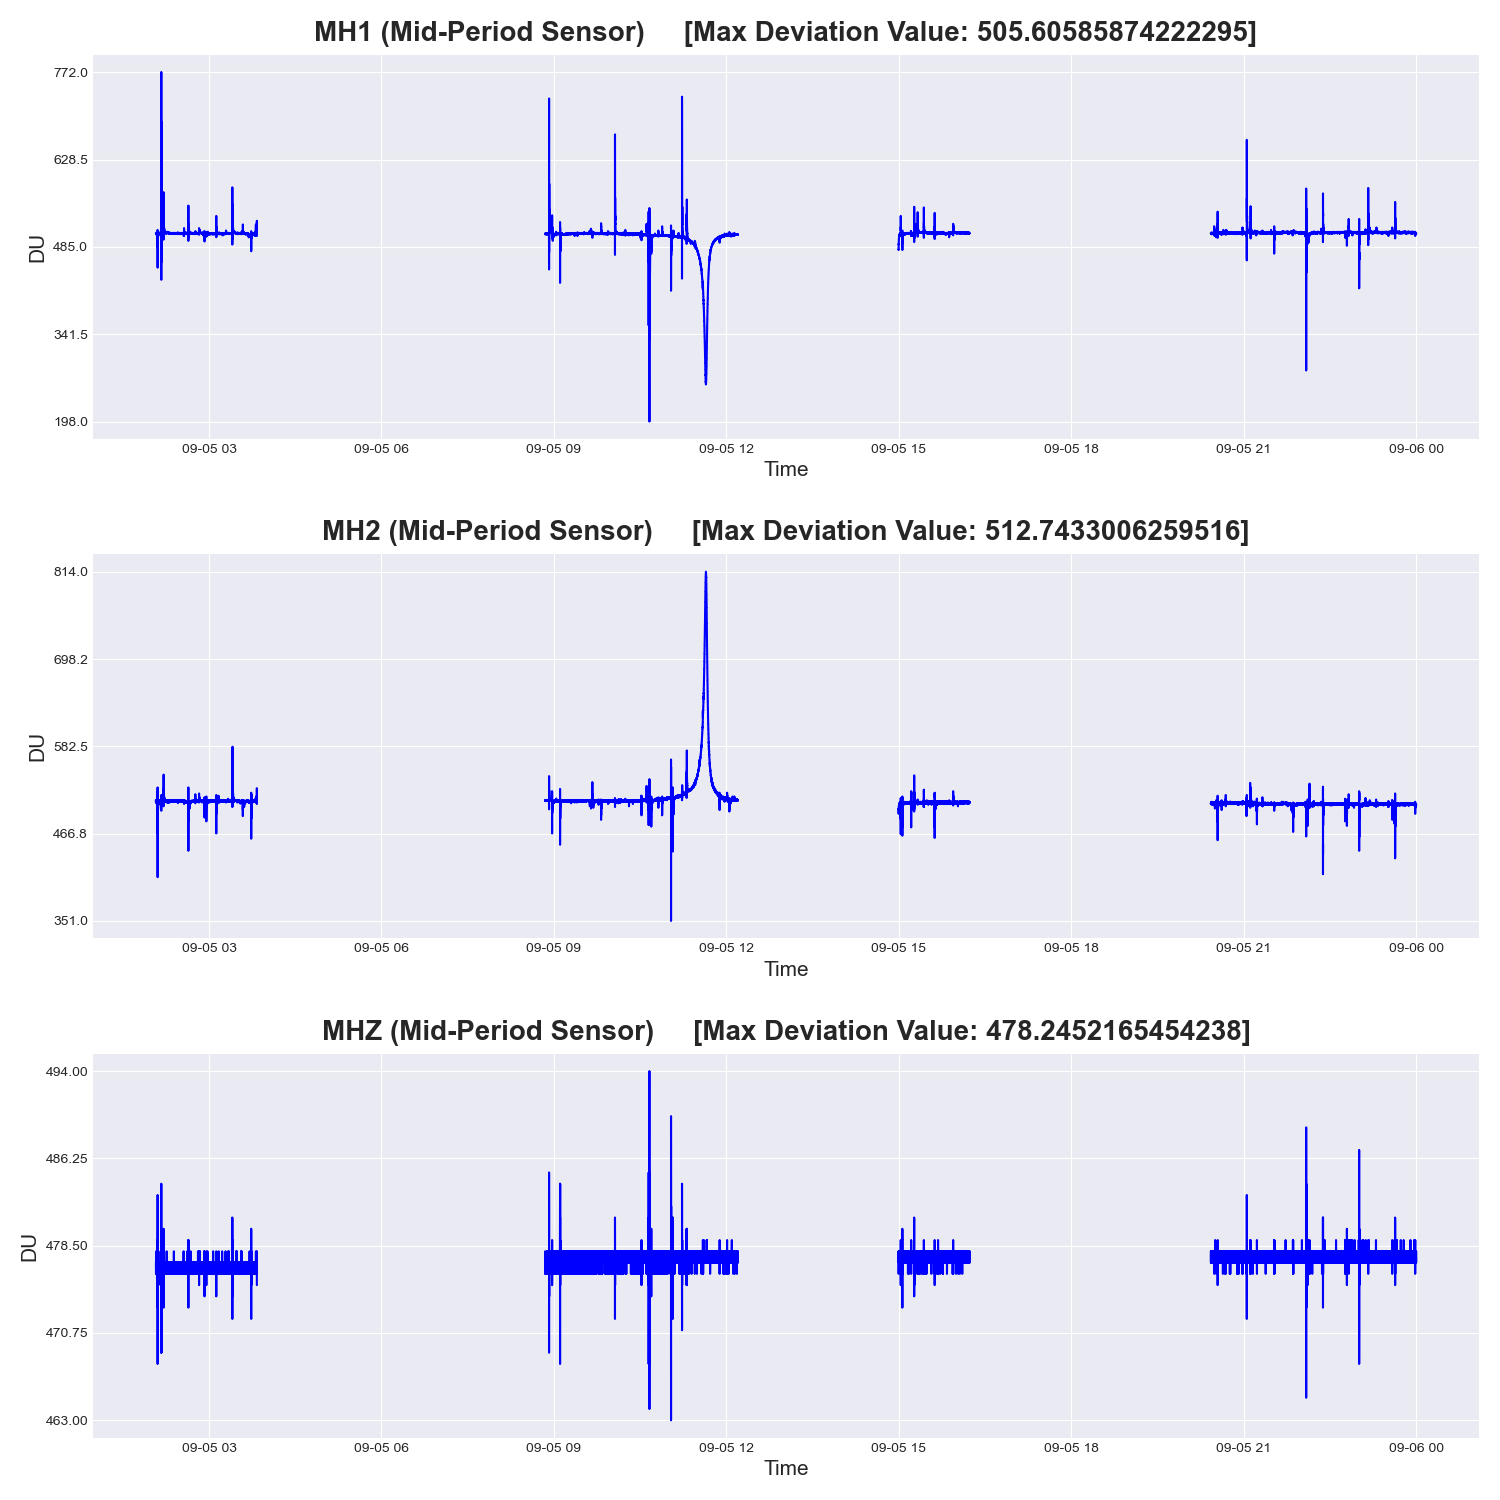 MH1 (Mid-Period Sensor) [Max Deviation Value: 505.60585874222295]
772.0
628.5
485.0
341.5
198.0
DU
09-05 03 09-05 06 09-05 09 09-05 12 09-05 15 09-05 18 09-05 21 09-06 00
Time
MH2 (Mid-Period Sensor) [Max Deviation Value: 512.7433006259516]
814.0
698.2
582.5
466.8
351.0
DU
09-05 03 09-05 06 09-05 09 09-05 12 09-05 15 09-05 18 09-05 21 09-06 00
Time
MHZ (Mid-Period Sensor) [Max Deviation Value: 478.2452165454238]
494.00
486.25
478.50
470.75
463.00
DU
09-05 03 09-05 06 09-05 09 09-05 12 09-05 15 09-05 18 09-05 21 09-06 00
Time